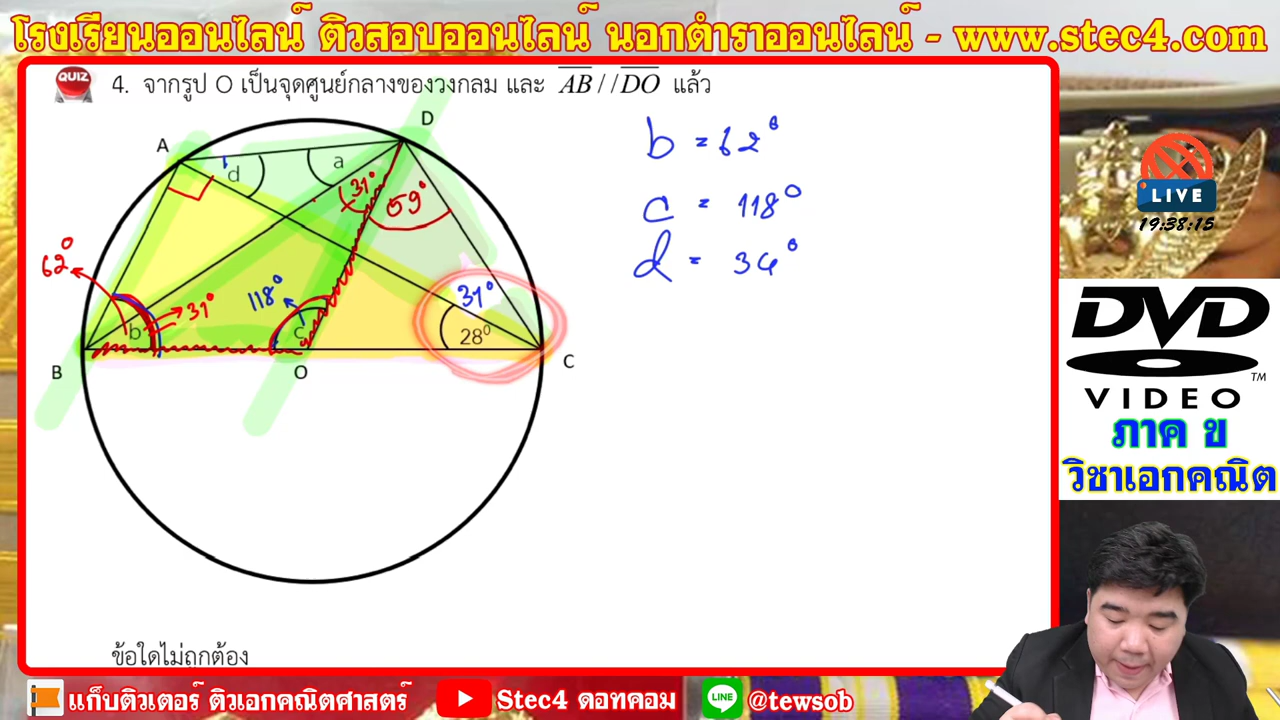 โรงเรียนออนไลน์ ติวสอบออนไลน์ นอกตำราออนไลน์ - www.stec4.com
QUIZ 4. จากรูป O เป็นจุดศูนย์กลางของวงกลม และ AB // DO แล้ว
D
A
d
a
31°
59°
b = 62°
c = 118°
d = 34°
LIVE
19:38:15
62°
31°
118°
31°
b
c
28°
B
O
C
DVD
VIDEO
TM
ภาค ข
วิชาเอกคณิต
ข้อใดไม่ถูกต้อง
แก๊บติวเตอร์ ติวเอกคณิตศาสตร์
Stec4 ดอทคอม
LINE @tewsob